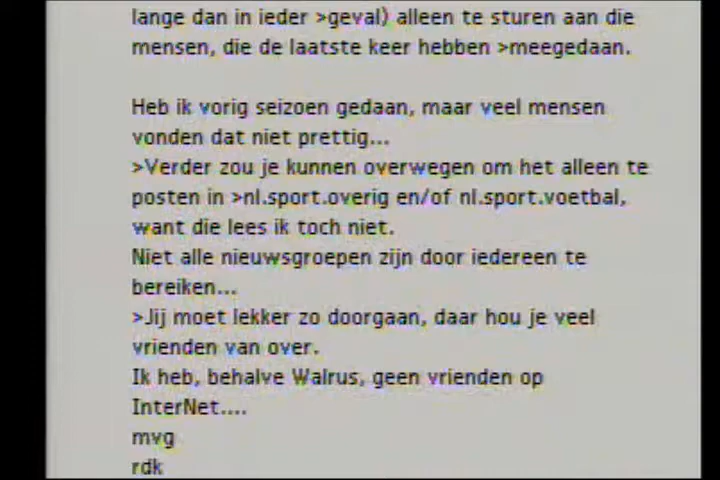 lange dan in ieder >geval) alleen te sturen aan die
mensen, die de laatste keer hebben >meegedaan.
Heb ik vorig seizoen gedaan, maar veel mensen
vonden dat niet prettig...
>Verder zou je kunnen overwegen om het alleen te
posten in >nl.sport.overig en/of nl.sport.voetbal,
want die lees ik toch niet.
Niet alle nieuwsgroepen zijn door iedereen te
bereiken...
>Jij moet lekker zo doorgaan, daar hou je veel
vrienden van over.
Ik heb, behalve Walrus, geen vrienden op
InterNet....
mvg
rdk